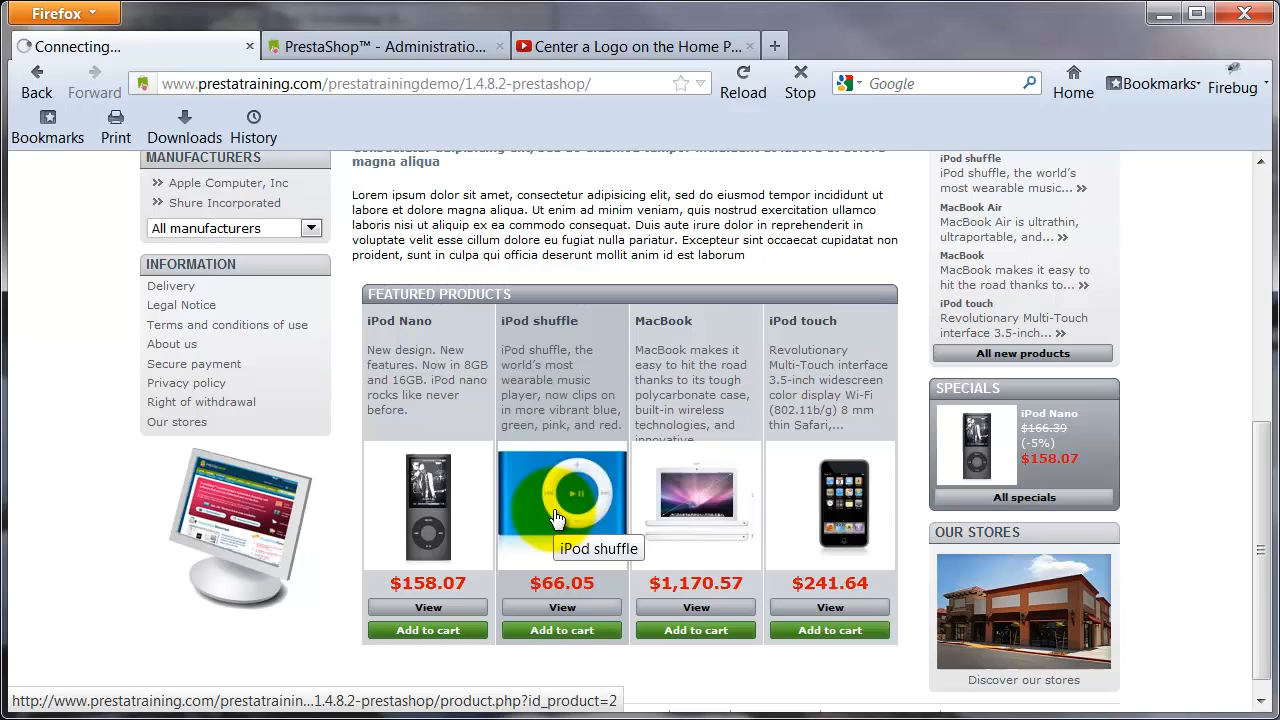 Firefox
Connecting...
PrestaShop™ - Administratio...
Center a Logo on the Home P...
Back
Forward
www.prestatraining.com/prestatrainingdemo/1.4.8.2-prestashop/
Reload
Stop
Google
Home
Bookmarks
Firebug
Bookmarks
Print
Downloads
History
MANUFACTURERS
Apple Computer, Inc
Shure Incorporated
All manufacturers
INFORMATION
Delivery
Legal Notice
Terms and conditions of use
About us
Secure payment
Privacy policy
Right of withdrawal
Our stores
consectetur adipisicing elit, sed do eiusmod tempor incididunt ut labore et dolore
magna aliqua
Lorem ipsum dolor sit amet, consectetur adipisicing elit, sed do eiusmod tempor incididunt ut
labore et dolore magna aliqua. Ut enim ad minim veniam, quis nostrud exercitation ullamco
laboris nisi ut aliquip ex ea commodo consequat. Duis aute irure dolor in reprehenderit in
voluptate velit esse cillum dolore eu fugiat nulla pariatur. Excepteur sint occaecat cupidatat non
proident, sunt in culpa qui officia deserunt mollit anim id est laborum
FEATURED PRODUCTS
iPod Nano
New design. New
features. Now in 8GB
and 16GB. iPod nano
rocks like never
before.
$158.07
View
Add to cart
iPod shuffle
iPod shuffle, the
world's most
wearable music
player, now clips on
in more vibrant blue,
green, pink, and red.
iPod shuffle
$66.05
View
Add to cart
MacBook
MacBook makes it
easy to hit the road
thanks to its tough
polycarbonate case,
built-in wireless
technologies, and
innovative
$1,170.57
View
Add to cart
iPod touch
Revolutionary
Multi-Touch interface
3.5-inch widescreen
color display Wi-Fi
(802.11b/g) 8 mm
thin Safari,...
$241.64
View
Add to cart
iPod shuffle
iPod shuffle, the world's
most wearable music...
MacBook Air
MacBook Air is ultrathin,
ultraportable, and...
MacBook
MacBook makes it easy to
hit the road thanks to...
iPod touch
Revolutionary Multi-Touch
interface 3.5-inch...
All new products
SPECIALS
iPod Nano
$166.39
(-5%)
$158.07
All specials
OUR STORES
Discover our stores
http://www.prestatraining.com/prestatrainin...1.4.8.2-prestashop/product.php?id_product=2